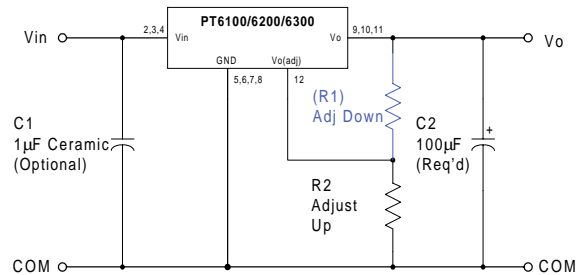 PT6100/6200/6300
Vin
2,3,4
Vin
Vo
9,10,11
Vo
GND
Vo(adj)
5,6,7,8
12
(R1)
Adj Down
C1
1µF Ceramic
(Optional)
C2
100µF
(Req'd)
+
R2
Adjust
Up
COM
COM